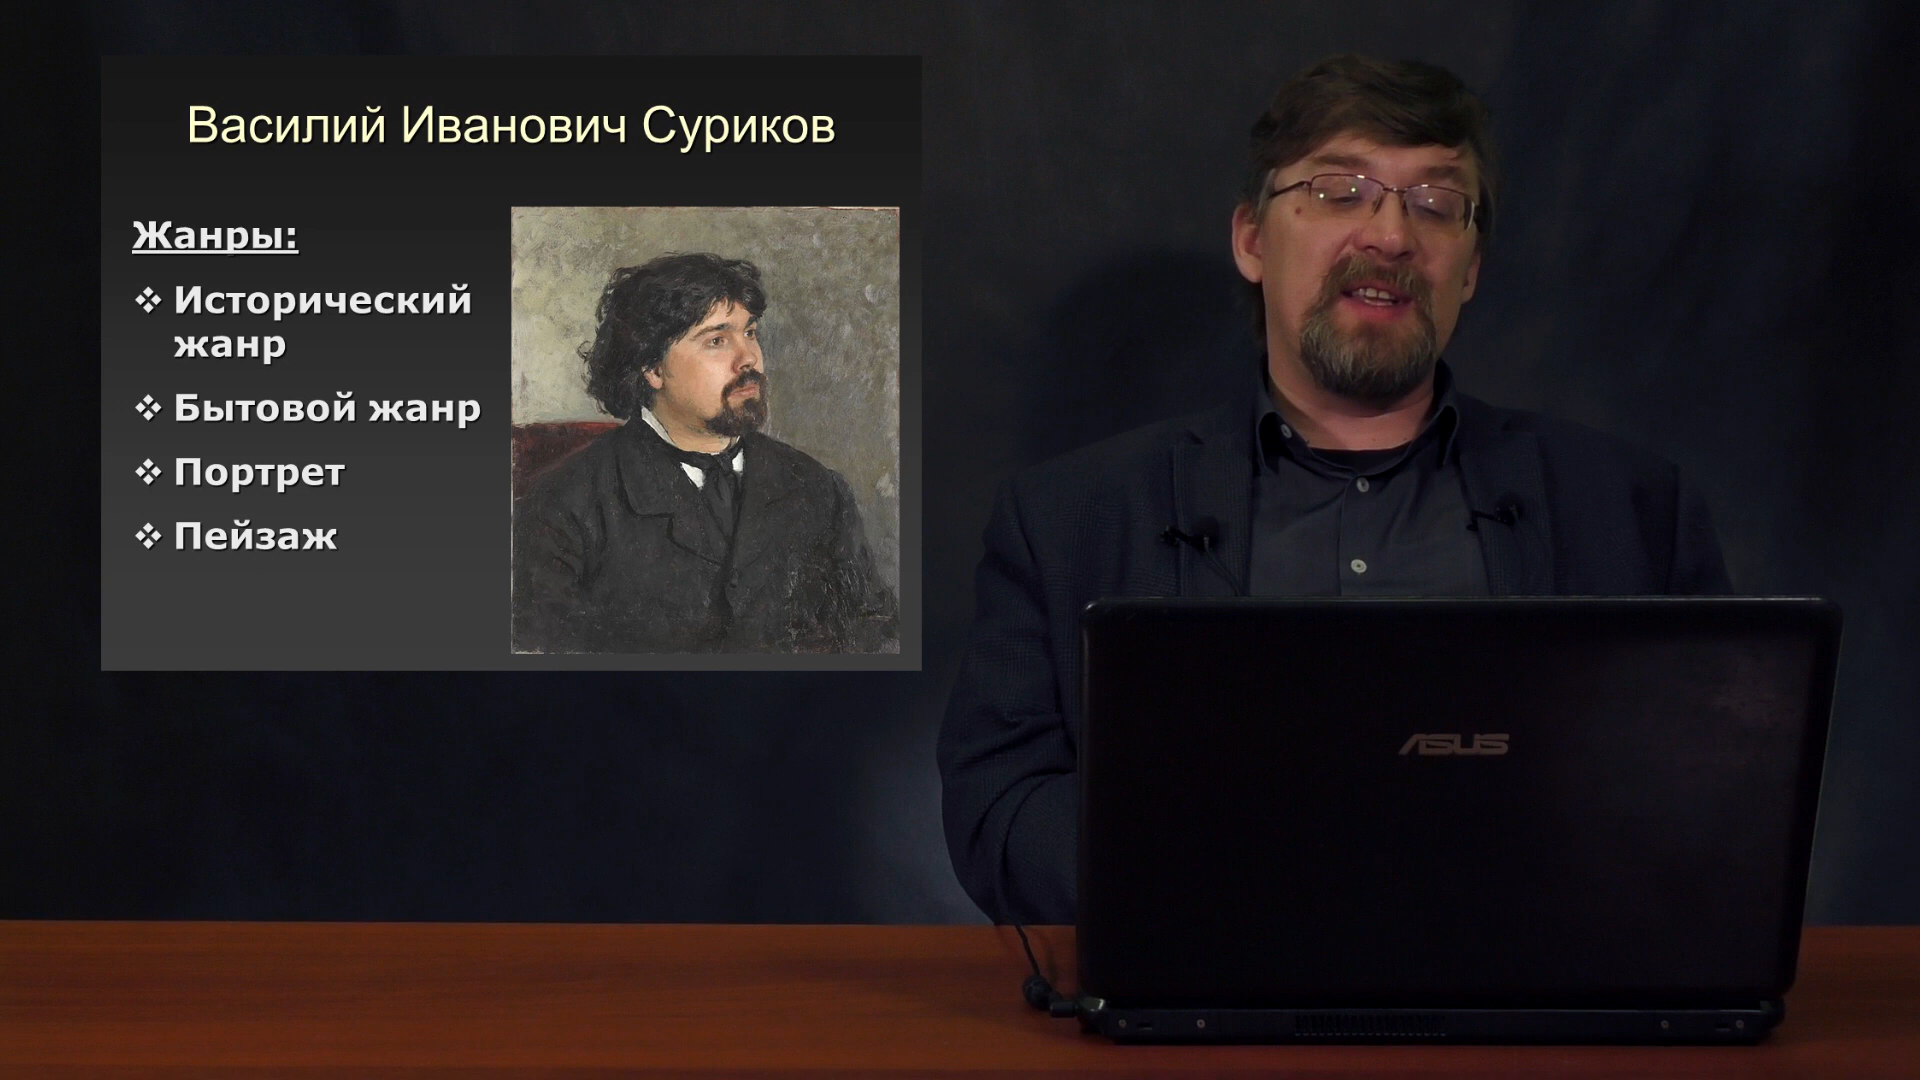 Василий Иванович Суриков
Жанры:
Исторический
жанр
Бытовой жанр
Портрет
Пейзаж
ASUS